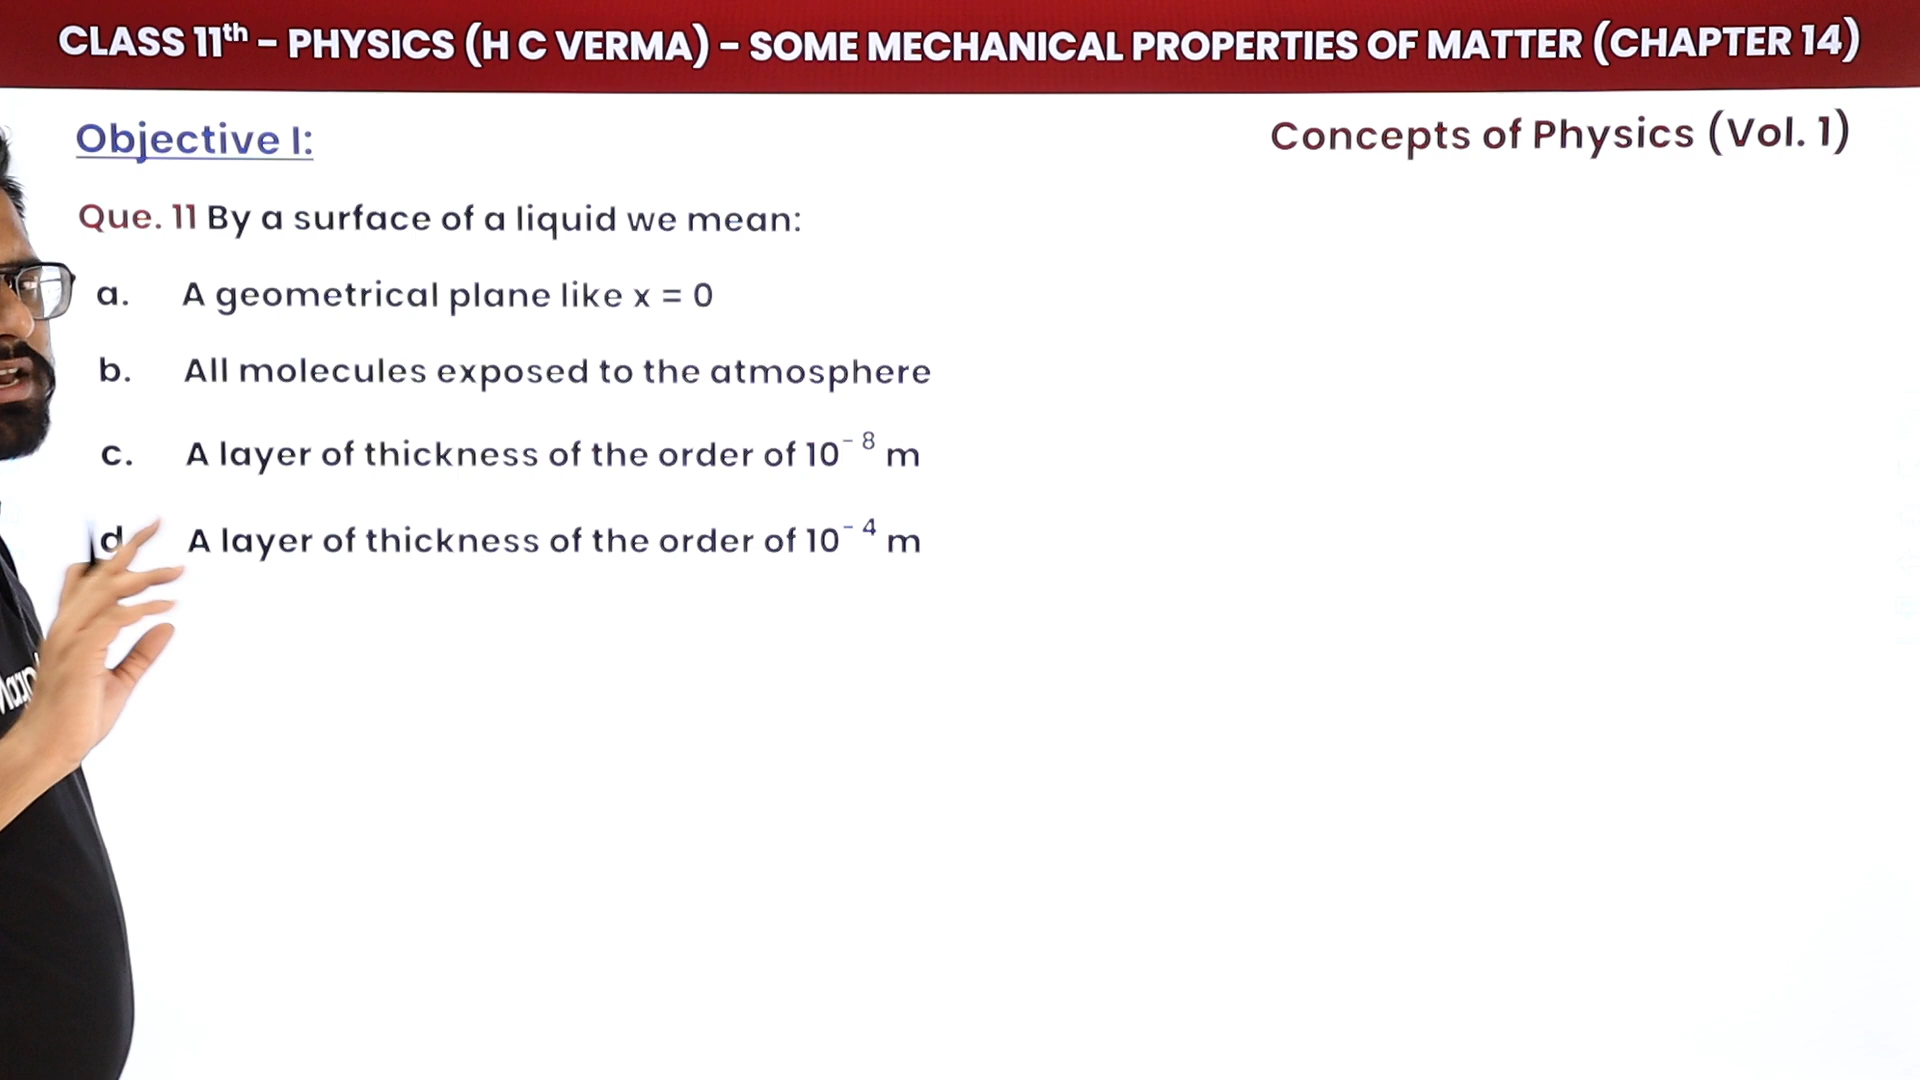 CLASS 11th - PHYSICS (H C VERMA) - SOME MECHANICAL PROPERTIES OF MATTER (CHAPTER 14)
Objective I:
Concepts of Physics (Vol. 1)
Que. 11 By a surface of a liquid we mean:
a. A geometrical plane like x = 0
b. All molecules exposed to the atmosphere
c. A layer of thickness of the order of 10⁻⁸ m
d. A layer of thickness of the order of 10⁻⁴ m